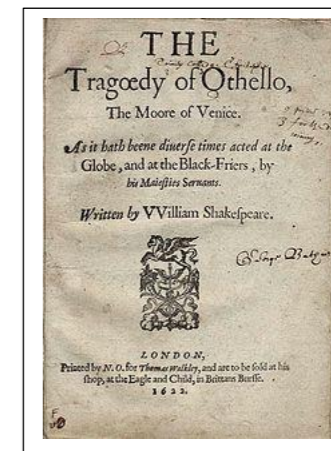 THE
Tragœdy of Othello,
The Moore of Venice.
As it hath beene diuerse times acted at the
Globe, and at the Black-Friers, by
his Maiesties Seruants.
Written by VVilliam Shakespeare.
LONDON,
Printed by N. O. for Thomas Walkley, and are to be sold at his
shop, at the Eagle and Child, in Brittans Bursse.
1622.